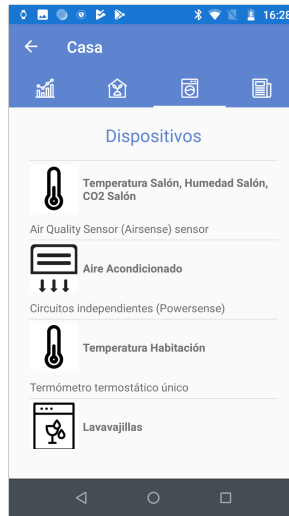 16:28
Casa
Dispositivos
Temperatura Salón, Humedad Salón,
CO2 Salón
Air Quality Sensor (Airsense) sensor
Aire Acondicionado
Circuitos independientes (Powersense)
Temperatura Habitación
Termómetro termostático único
Lavavajillas